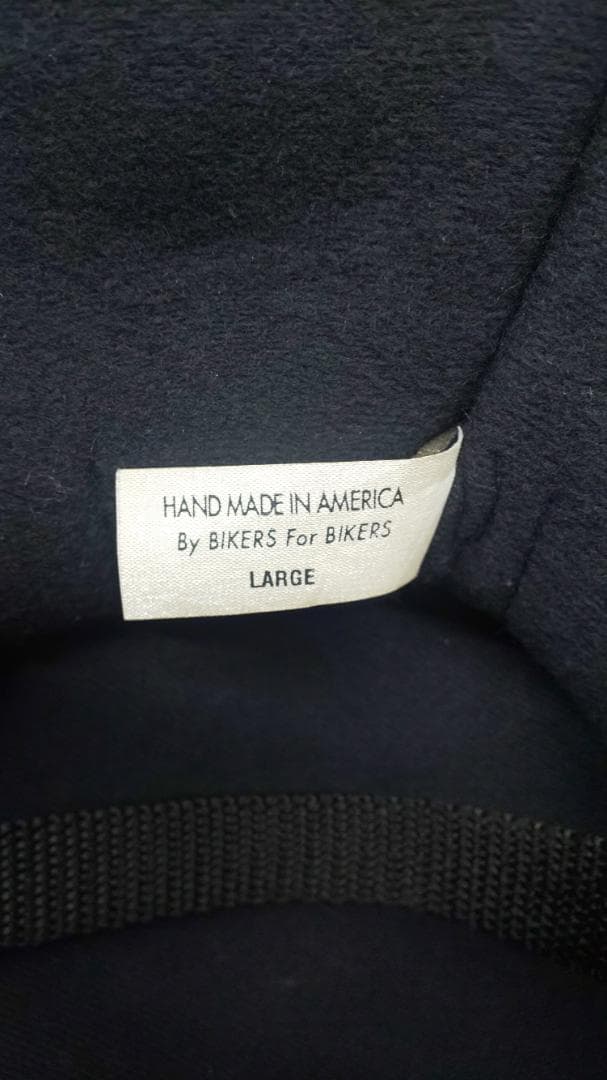 HAND MADE IN AMERICA
By BIKERS For BIKERS
LARGE